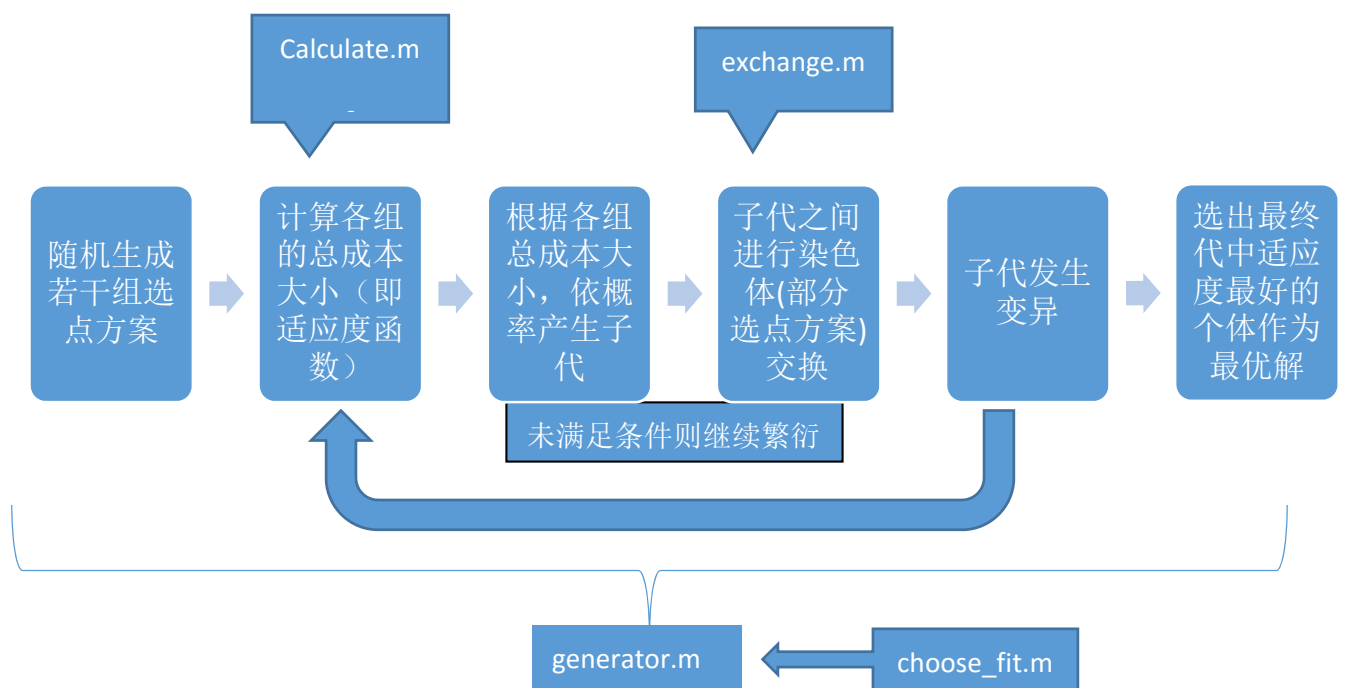 Calculate.m
exchange.m
随机生成
若干组选
点方案
计算各组
的总成本
大小（即
适应度函
数）
根据各组
总成本大
小，依概
率产生子
代
子代之间
进行染色
体(部分
选点方案)
交换
子代发生
变异
选出最终
代中适应
度最好的
个体作为
最优解
未满足条件则继续繁衍
generator.m
choose_fit.m